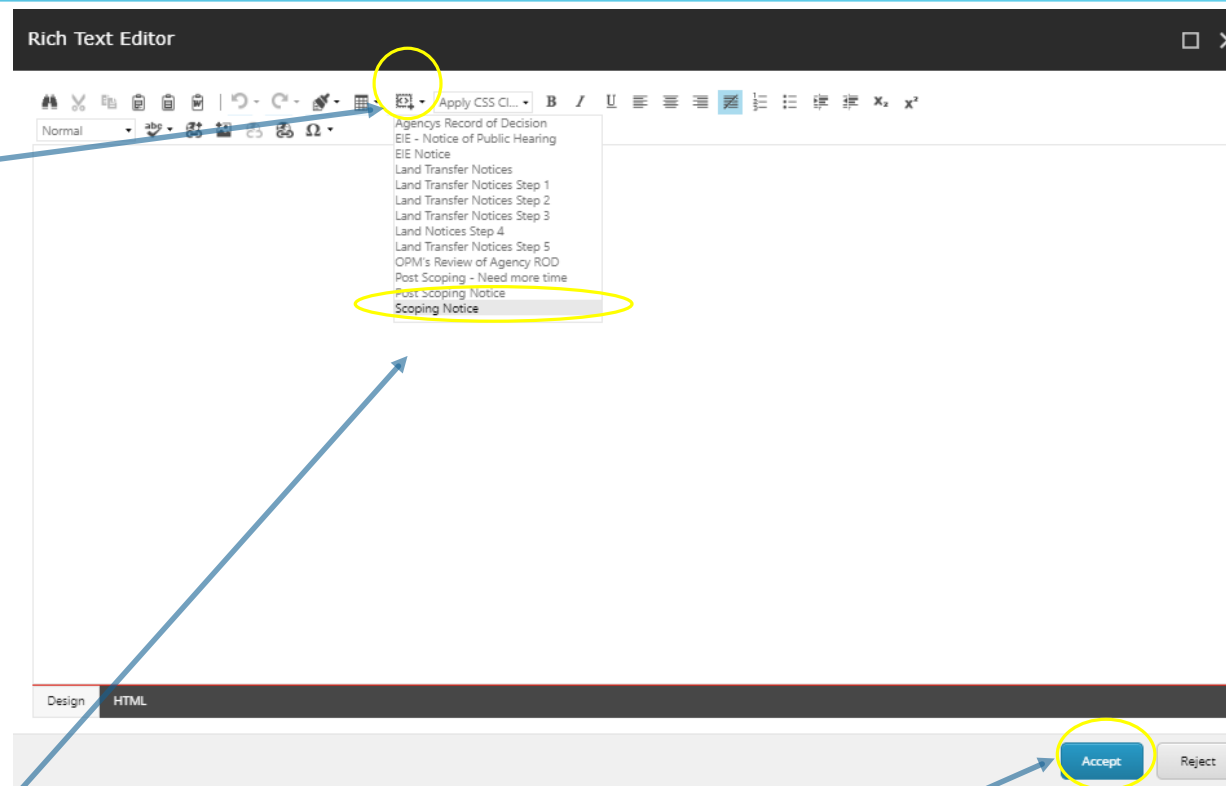 Rich Text Editor
Apply CSS Cl... B I U x₂ x²
Normal abc Ω
Agencys Record of Decision
EIE - Notice of Public Hearing
EIE Notice
Land Transfer Notices
Land Transfer Notices Step 1
Land Transfer Notices Step 2
Land Transfer Notices Step 3
Land Notices Step 4
Land Transfer Notices Step 5
OPM's Review of Agency ROD
Post Scoping - Need more time
Post Scoping Notice
Scoping Notice
Design HTML
Accept Reject